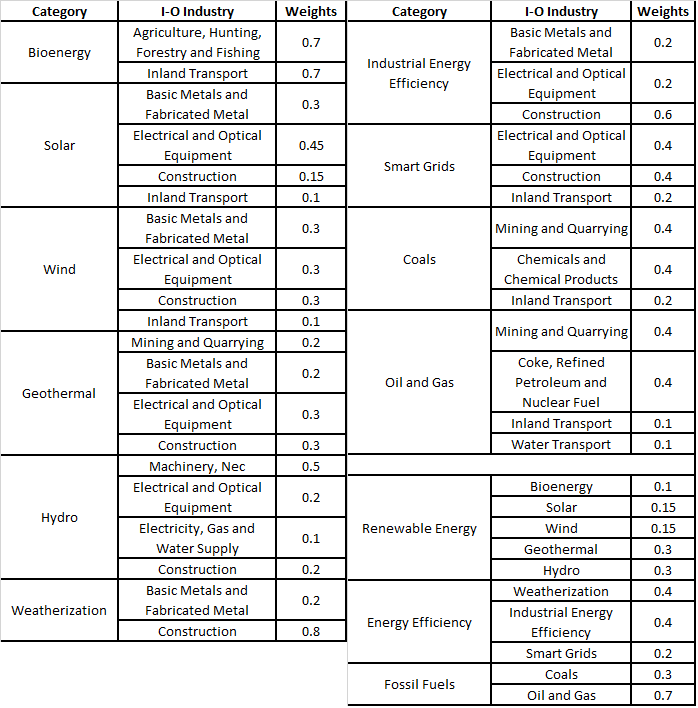 Category I-O Industry Weights
Bioenergy
Agriculture, Hunting,
Forestry and Fishing
0.7
Inland Transport 0.7
Solar
Basic Metals and
Fabricated Metal
0.3
Electrical and Optical
Equipment
0.45
Construction 0.15
Inland Transport 0.1
Wind
Basic Metals and
Fabricated Metal
0.3
Electrical and Optical
Equipment
0.3
Construction 0.3
Inland Transport 0.1
Geothermal
Mining and Quarrying 0.2
Basic Metals and
Fabricated Metal
0.2
Electrical and Optical
Equipment
0.3
Construction 0.3
Hydro
Machinery, Nec 0.5
Electrical and Optical
Equipment
0.2
Electricity, Gas and
Water Supply
0.1
Construction 0.2
Weatherization
Basic Metals and
Fabricated Metal
0.2
Construction 0.8
Category I-O Industry Weights
Industrial Energy
Efficiency
Basic Metals and
Fabricated Metal
0.2
Electrical and Optical
Equipment
0.2
Construction 0.6
Smart Grids
Electrical and Optical
Equipment
0.4
Construction 0.4
Inland Transport 0.2
Coals
Mining and Quarrying 0.4
Chemicals and
Chemical Products
0.4
Inland Transport 0.2
Oil and Gas
Mining and Quarrying 0.4
Coke, Refined
Petroleum and
Nuclear Fuel
0.4
Inland Transport 0.1
Water Transport 0.1
Renewable Energy
Bioenergy 0.1
Solar 0.15
Wind 0.15
Geothermal 0.3
Hydro 0.3
Energy Efficiency
Weatherization 0.4
Industrial Energy
Efficiency
0.4
Smart Grids 0.2
Fossil Fuels
Coals 0.3
Oil and Gas 0.7